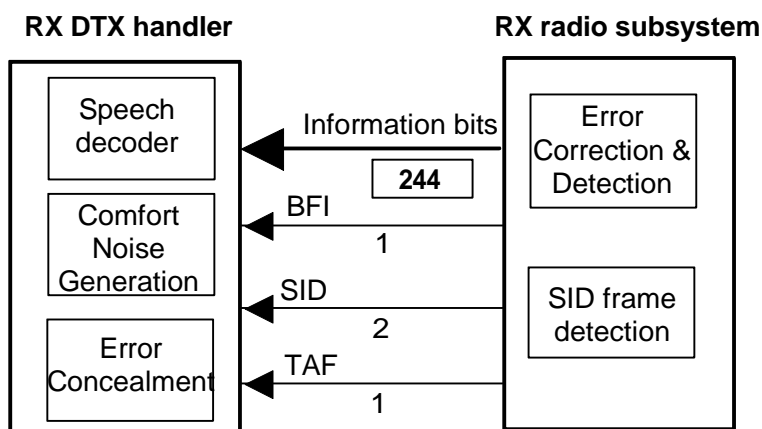 RX DTX handler
RX radio subsystem
Speech
decoder
Information bits
244
Error
Correction &
Detection
Comfort
Noise
Generation
BFI
1
SID
2
SID frame
detection
Error
Concealment
TAF
1